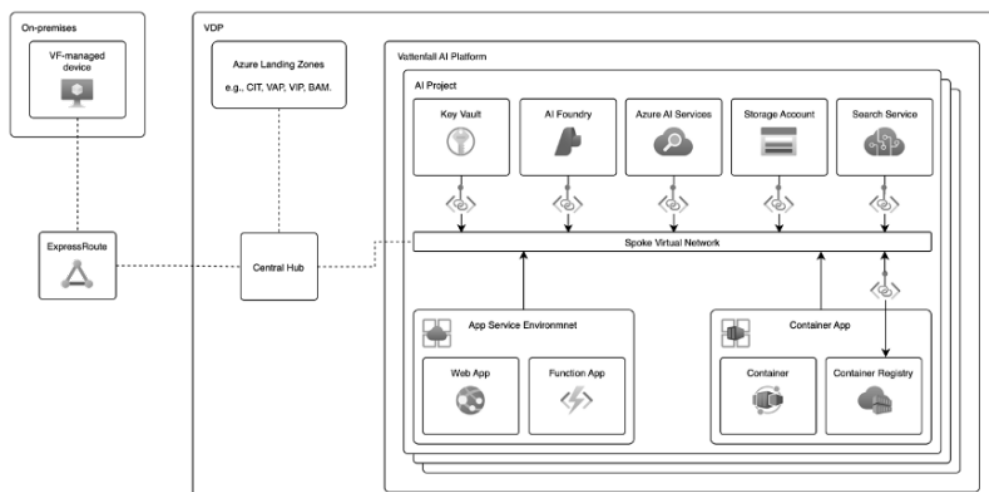 On-premises
VF-managed
device
ExpressRoute
VDP
Azure Landing Zones
e.g., CIT, VAP, VIP, BAM.
Central Hub
Vattenfall AI Platform
AI Project
Key Vault
AI Foundry
Azure AI Services
Storage Account
Search Service
Spoke Virtual Network
App Service Environmnet
Web App
Function App
Container App
Container
Container Registry